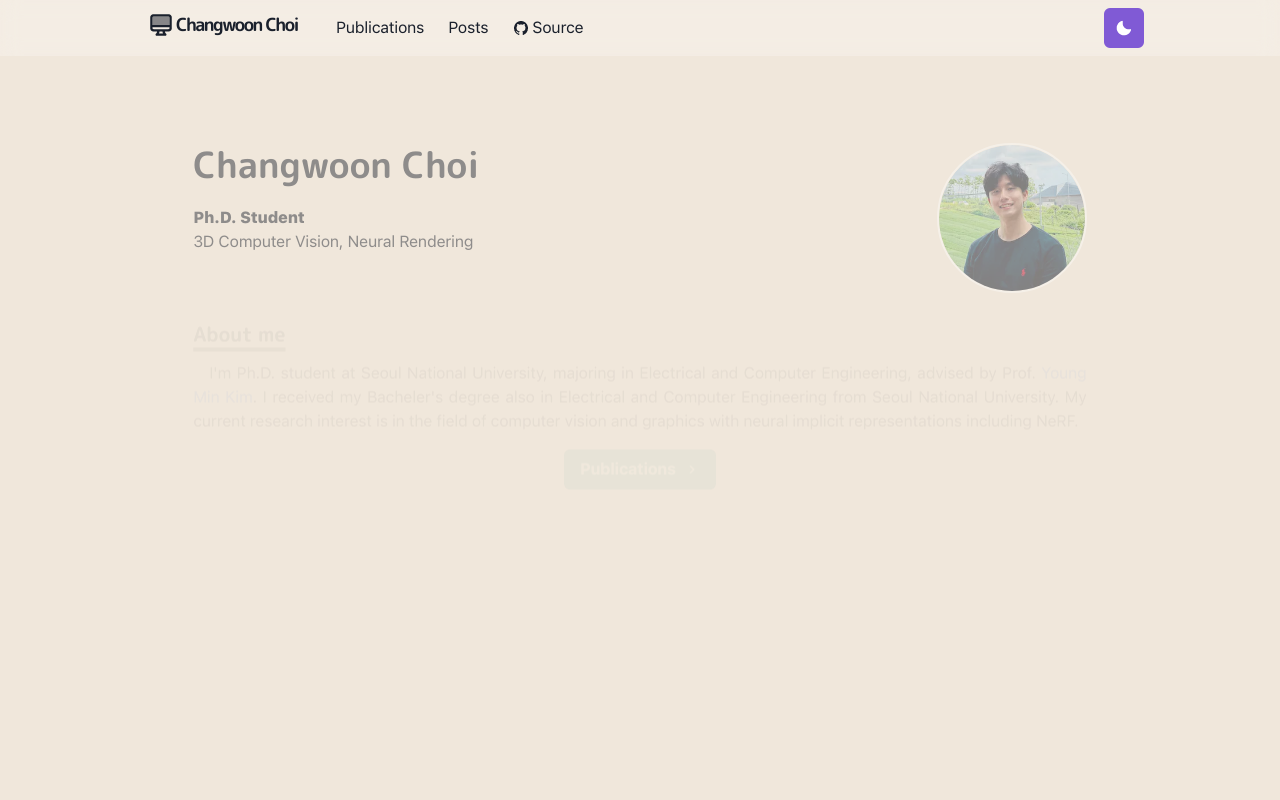 Changwoon Choi
Publications
Posts
Source
Changwoon Choi
Ph.D. Student
3D Computer Vision, Neural Rendering
About me
I'm Ph.D. student at Seoul National University, majoring in Electrical and Computer Engineering, advised by Prof. Young
Min Kim. I received my Bachelor's degree also in Electrical and Computer Engineering from Seoul National University. My
current research interest is in the field of computer vision and graphics with neural implicit representations including NeRF.
Publications